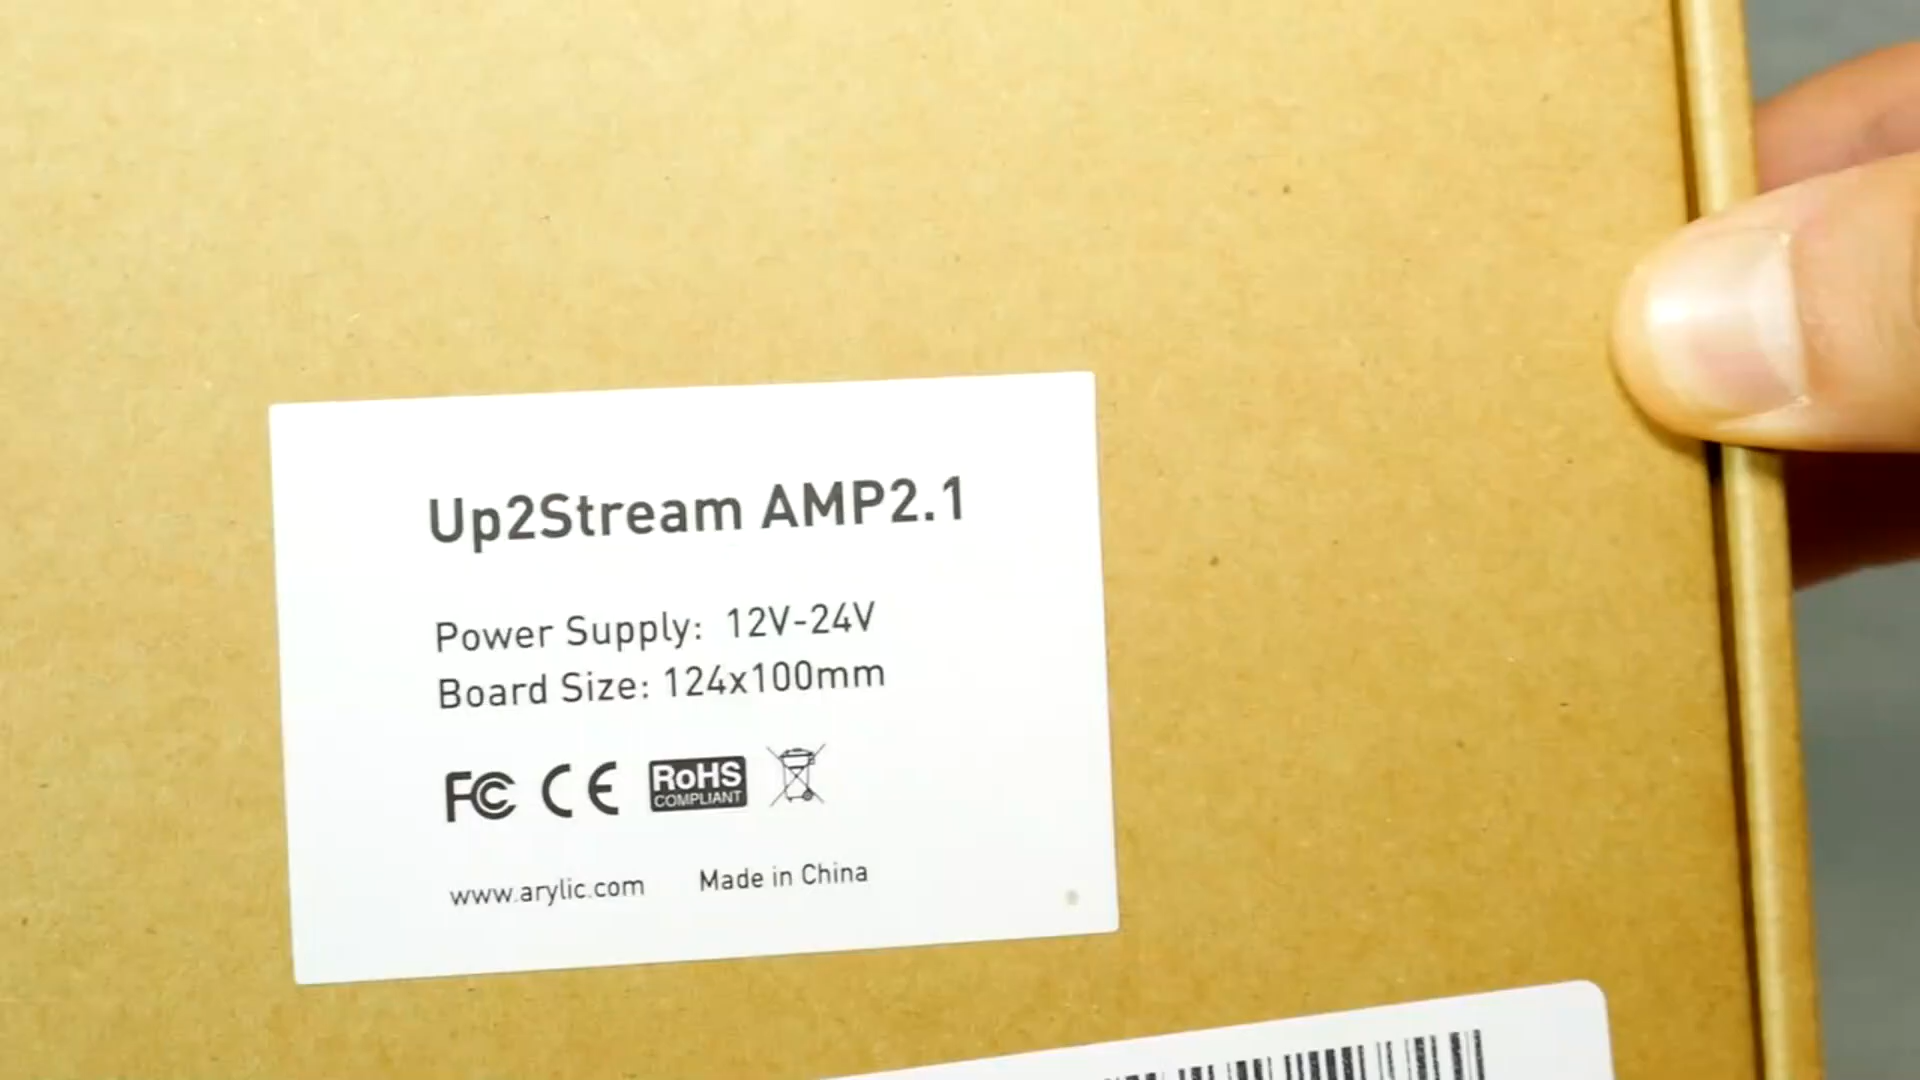 Up2Stream AMP2.1
Power Supply: 12V-24V
Board Size: 124x100mm
FC CE RoHS
COMPLIANT
www.arylic.com Made in China